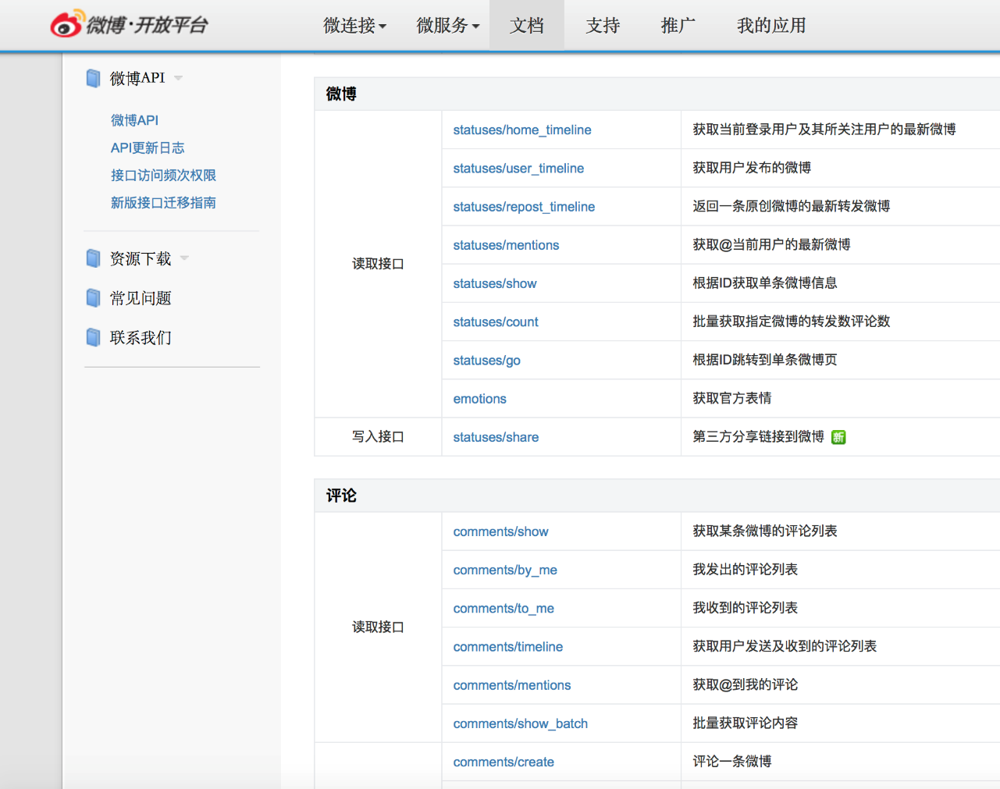 微博·开放平台 微连接 微服务 文档 支持 推广 我的应用
微博API
微博API
API更新日志
接口访问频次权限
新版接口迁移指南
资源下载
常见问题
联系我们
微博
读取接口
statuses/home_timeline 获取当前登录用户及其所关注用户的最新微博
statuses/user_timeline 获取用户发布的微博
statuses/repost_timeline 返回一条原创微博的最新转发微博
statuses/mentions 获取@当前用户的最新微博
statuses/show 根据ID获取单条微博信息
statuses/count 批量获取指定微博的转发数评论数
statuses/go 根据ID跳转到单条微博页
emotions 获取官方表情
写入接口 statuses/share 第三方分享链接到微博 新
评论
读取接口
comments/show 获取某条微博的评论列表
comments/by_me 我发出的评论列表
comments/to_me 我收到的评论列表
comments/timeline 获取用户发送及收到的评论列表
comments/mentions 获取@到我的评论
comments/show_batch 批量获取评论内容
comments/create 评论一条微博